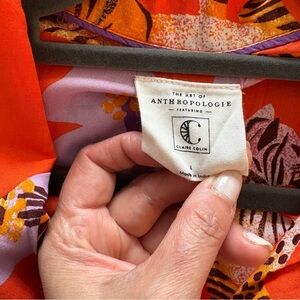 THE ART OF
ANTHROPOLOGIE
— FEATURING —
C
CLAIRE COLIN
L
Made in India